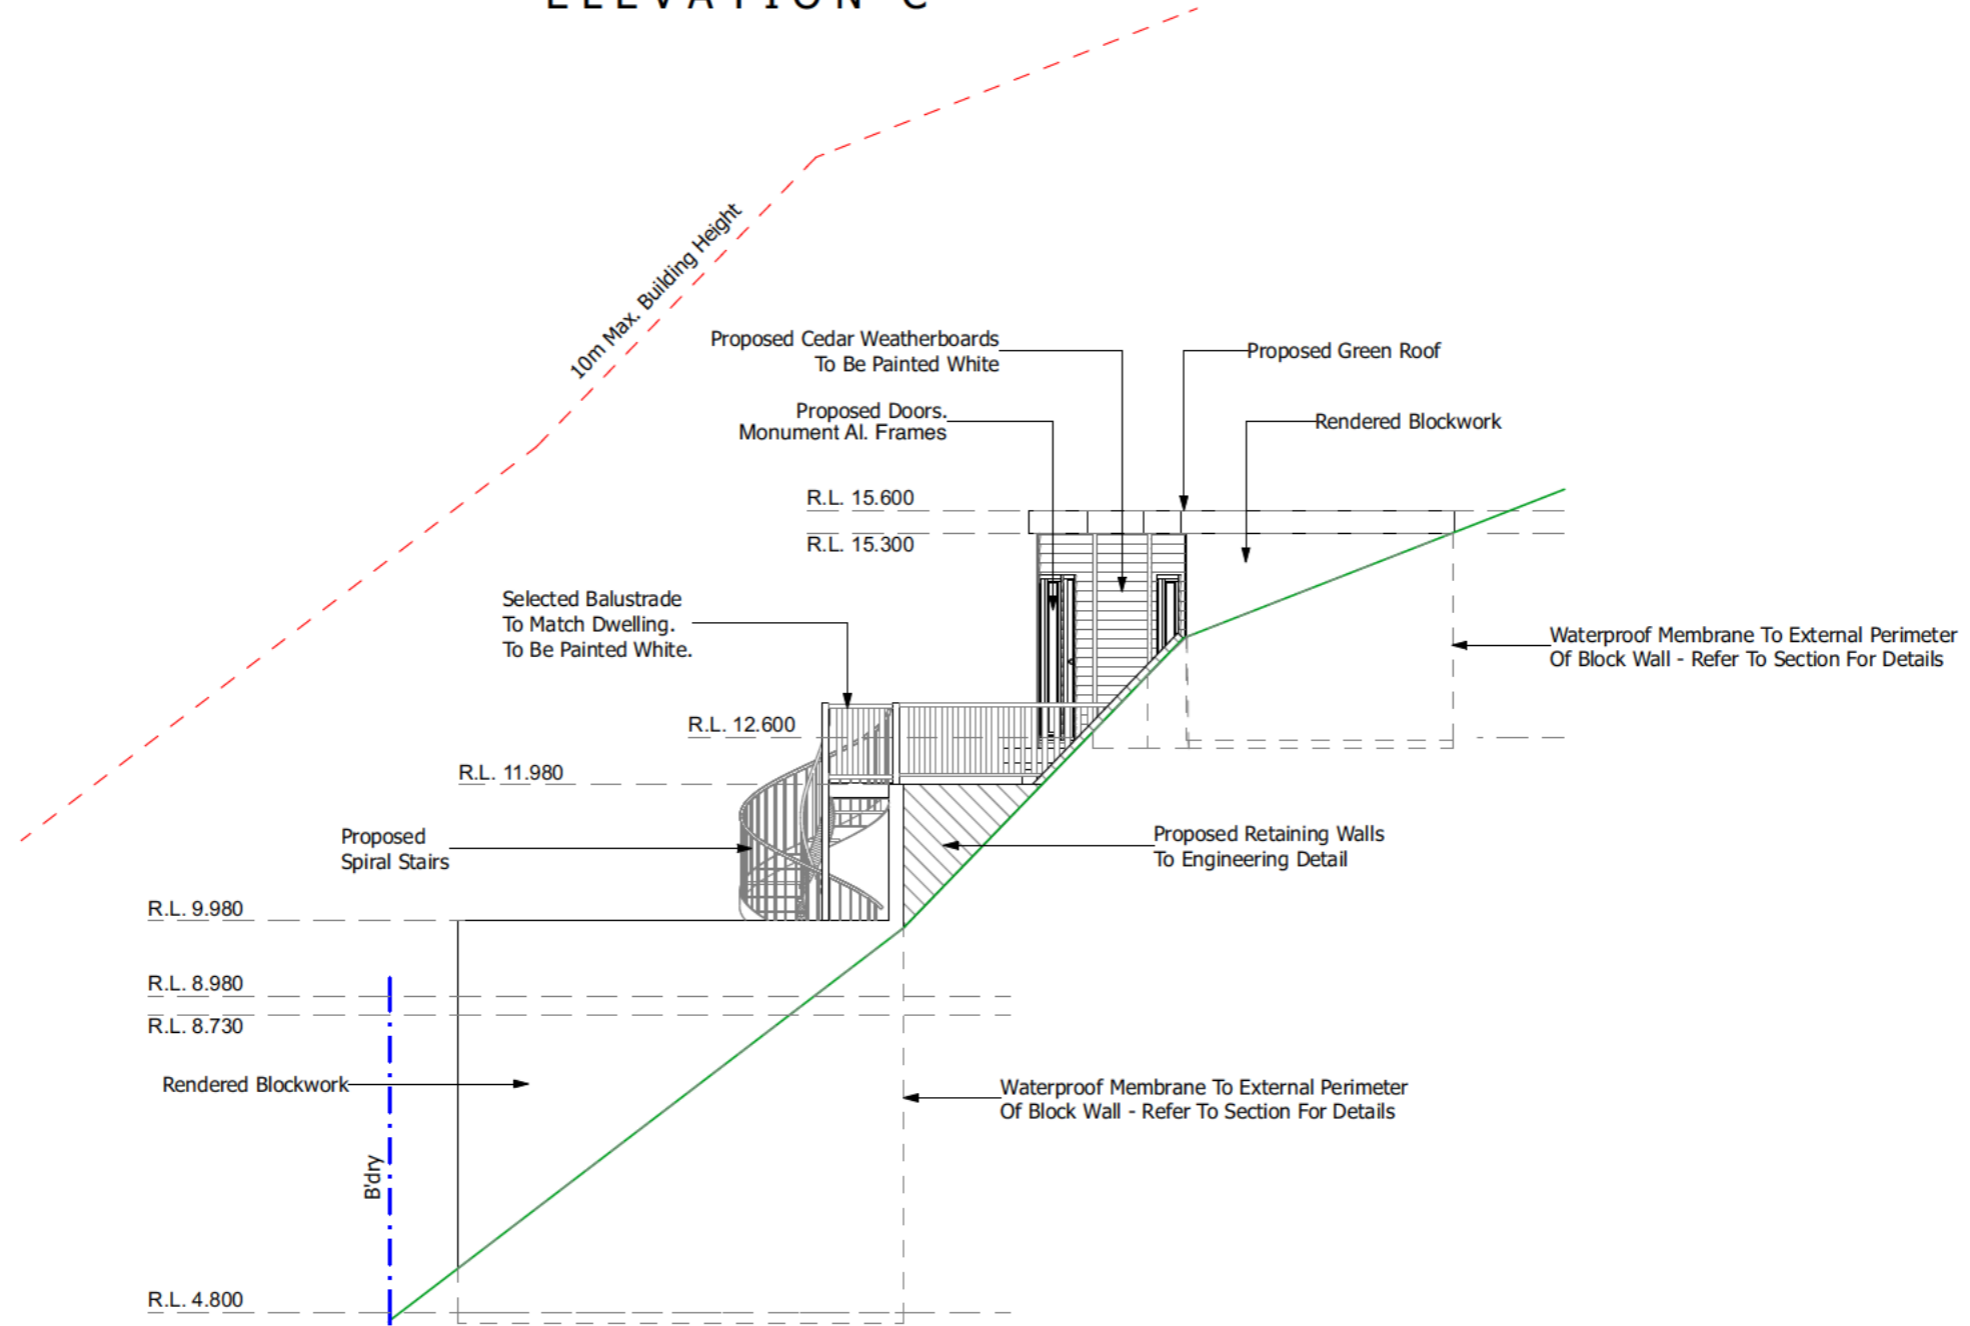 ELEVATION C
10m Max. Building Height
Proposed Cedar Weatherboards
To Be Painted White
Proposed Green Roof
Proposed Doors.
Monument Al. Frames
Rendered Blockwork
R.L. 15.600
R.L. 15.300
Selected Balustrade
To Match Dwelling.
To Be Painted White.
Waterproof Membrane To External Perimeter
Of Block Wall - Refer To Section For Details
R.L. 12.600
R.L. 11.980
Proposed
Spiral Stairs
Proposed Retaining Walls
To Engineering Detail
R.L. 9.980
R.L. 8.980
R.L. 8.730
Rendered Blockwork
Waterproof Membrane To External Perimeter
Of Block Wall - Refer To Section For Details
B'dry
R.L. 4.800